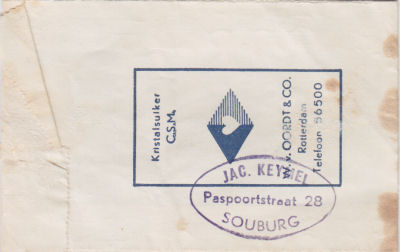 Kristalsuiker
C.S.M.
W. v. OORDT & CO.
Rotterdam
Telefoon 56500
JAC. KEYMEL
Paspoortstraat 28
SOUBURG